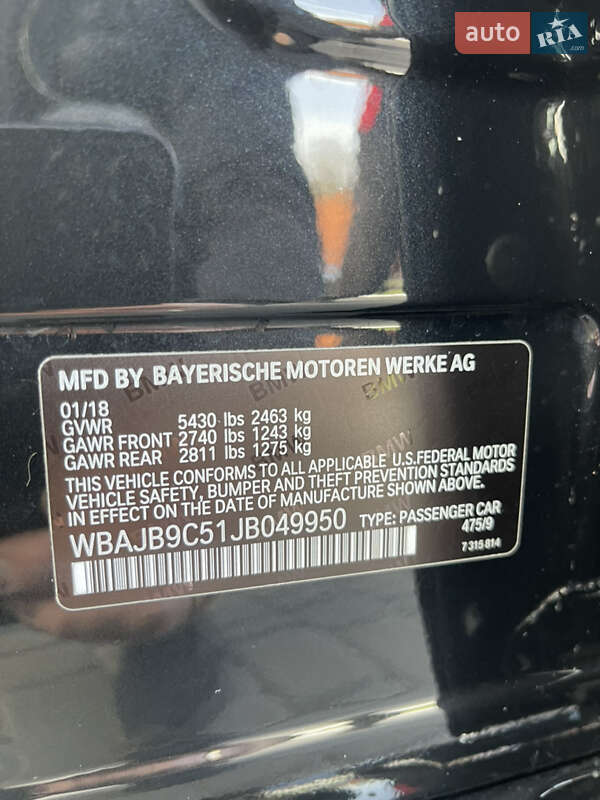 auto RIA.com
MFD BY BAYERISCHE MOTOREN WERKE AG
01/18
GVWR 5430 lbs 2463 kg
GAWR FRONT 2740 lbs 1243 kg
GAWR REAR 2811 lbs 1275 kg
THIS VEHICLE CONFORMS TO ALL APPLICABLE U.S.FEDERAL MOTOR
VEHICLE SAFETY, BUMPER AND THEFT PREVENTION STANDARDS
IN EFFECT ON THE DATE OF MANUFACTURE SHOWN ABOVE.
WBAJB9C51JB049950 TYPE: PASSENGER CAR
475/9
7 315 814